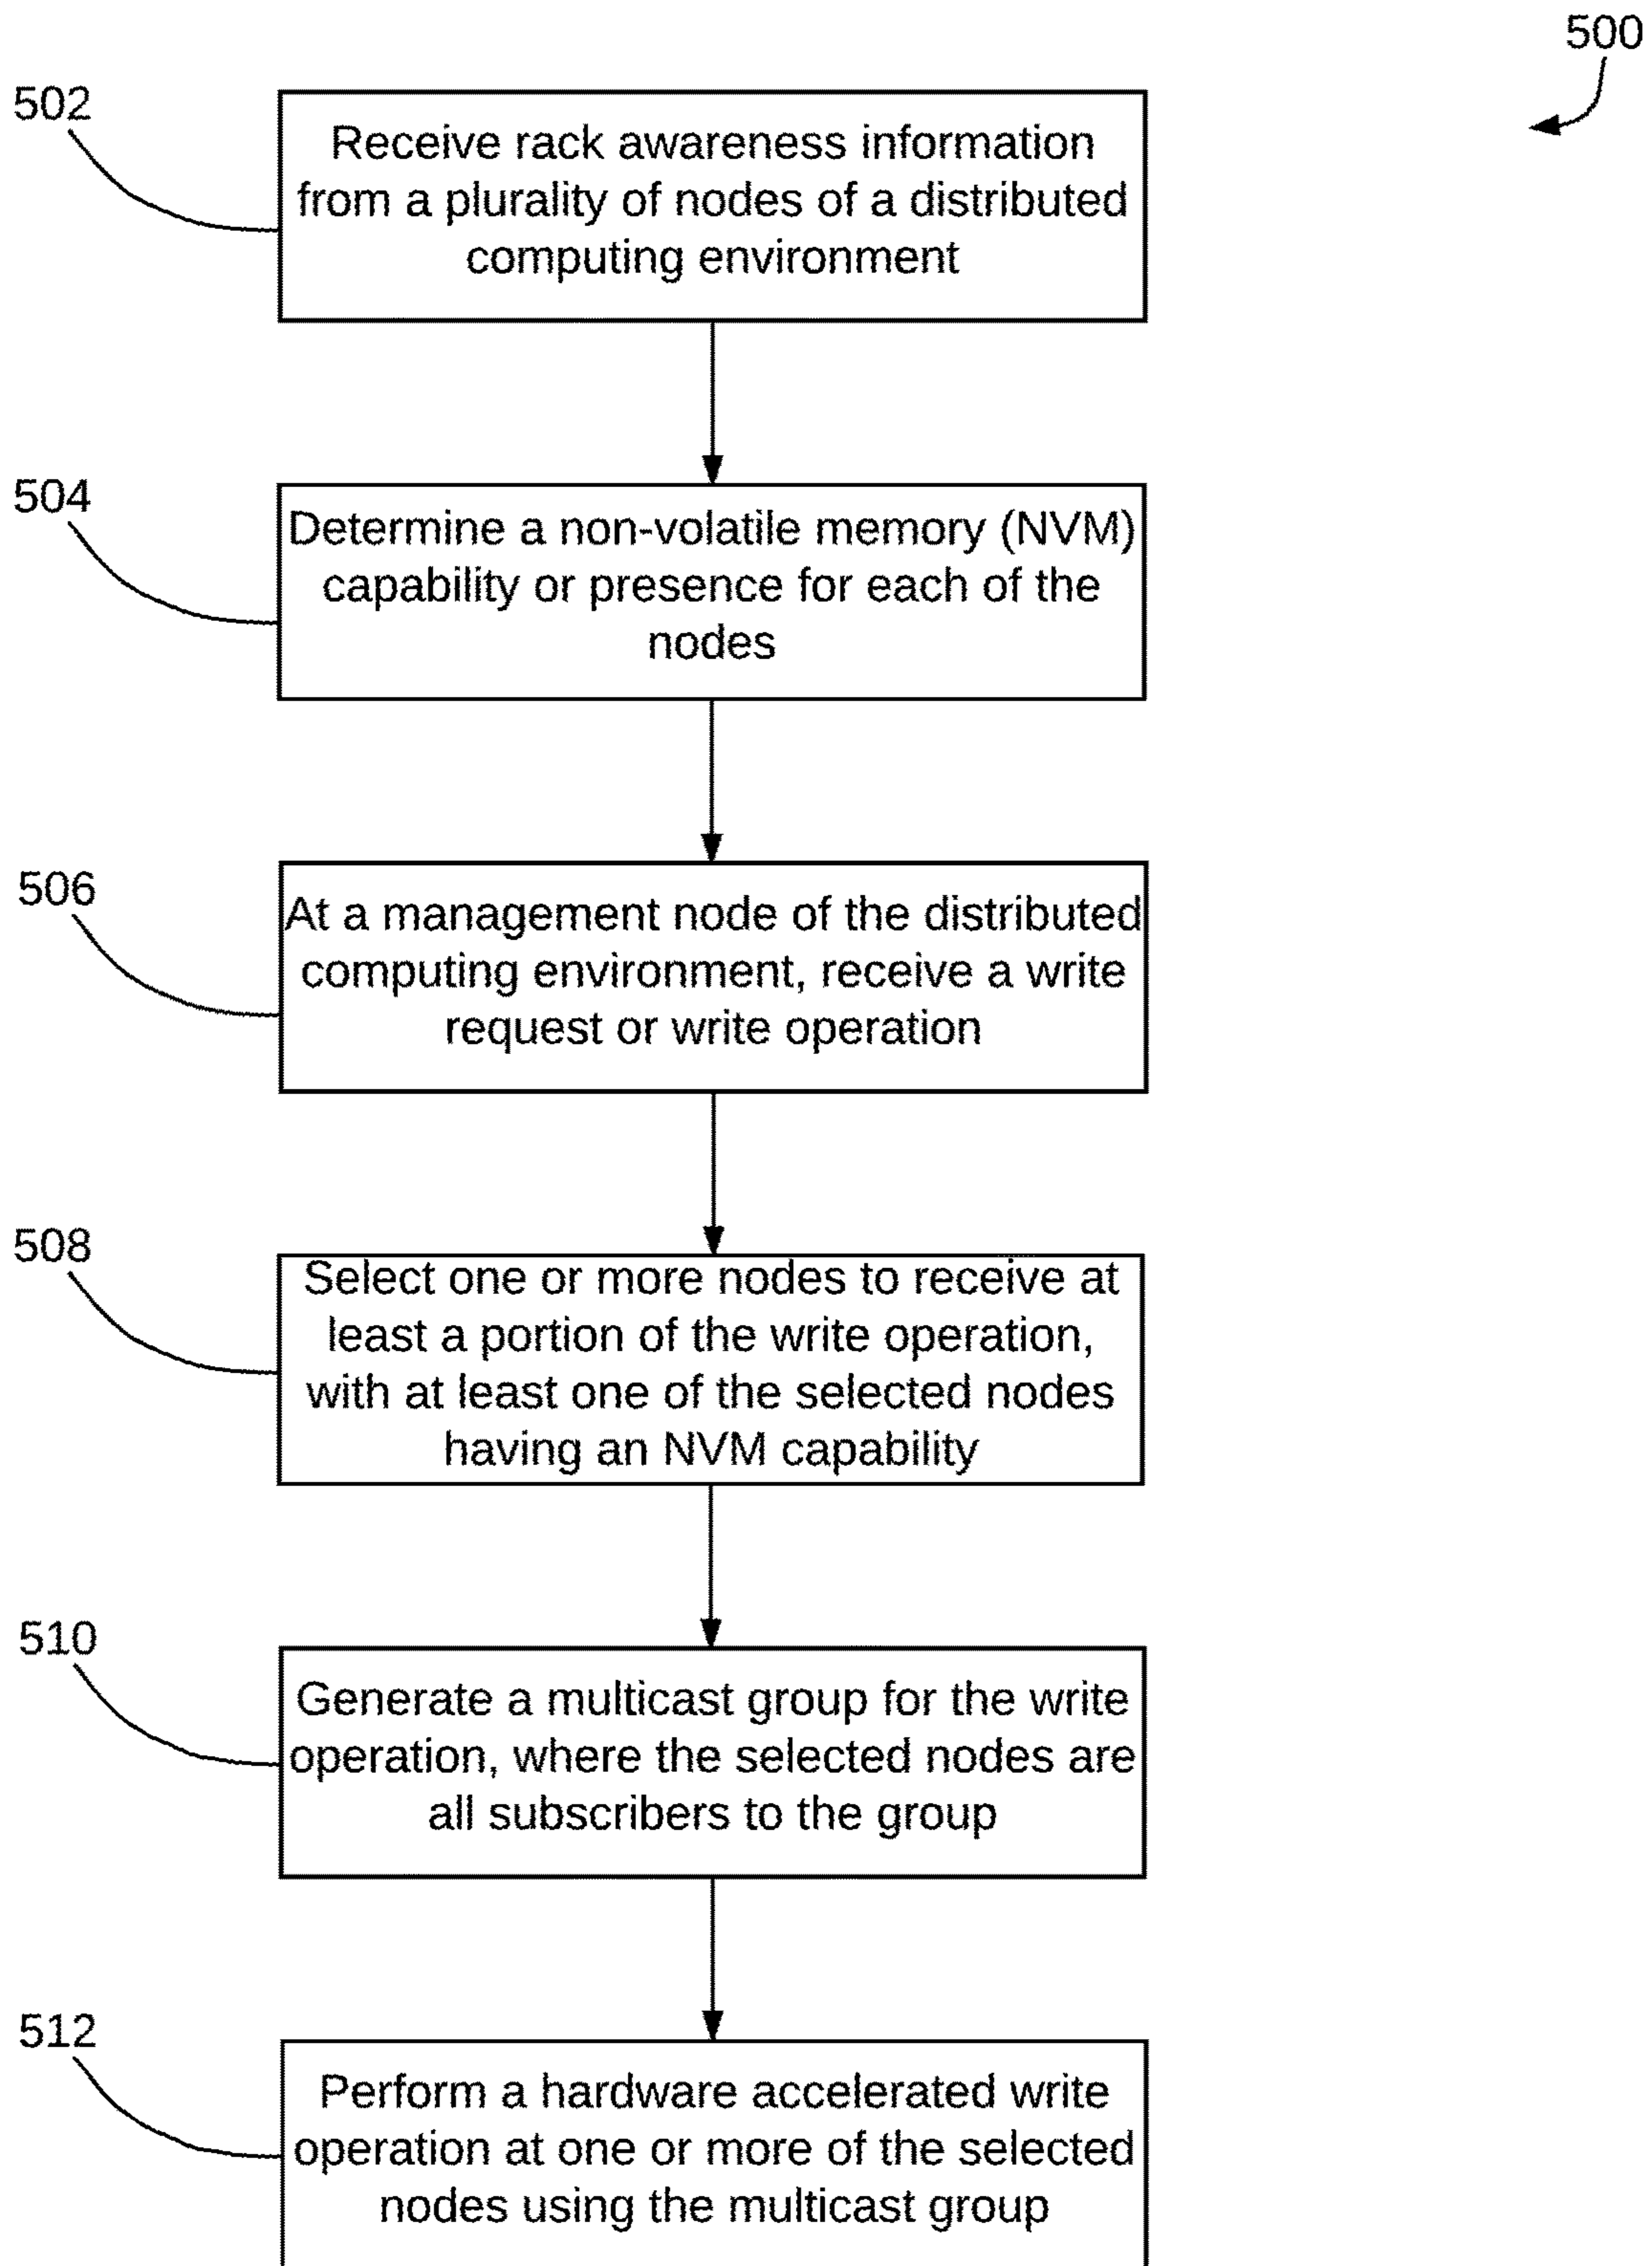 500
502
Receive rack awareness information
from a plurality of nodes of a distributed
computing environment
504
Determine a non-volatile memory (NVM)
capability or presence for each of the
nodes
506
At a management node of the distributed
computing environment, receive a write
request or write operation
508
Select one or more nodes to receive at
least a portion of the write operation,
with at least one of the selected nodes
having an NVM capability
510
Generate a multicast group for the write
operation, where the selected nodes are
all subscribers to the group
512
Perform a hardware accelerated write
operation at one or more of the selected
nodes using the multicast group